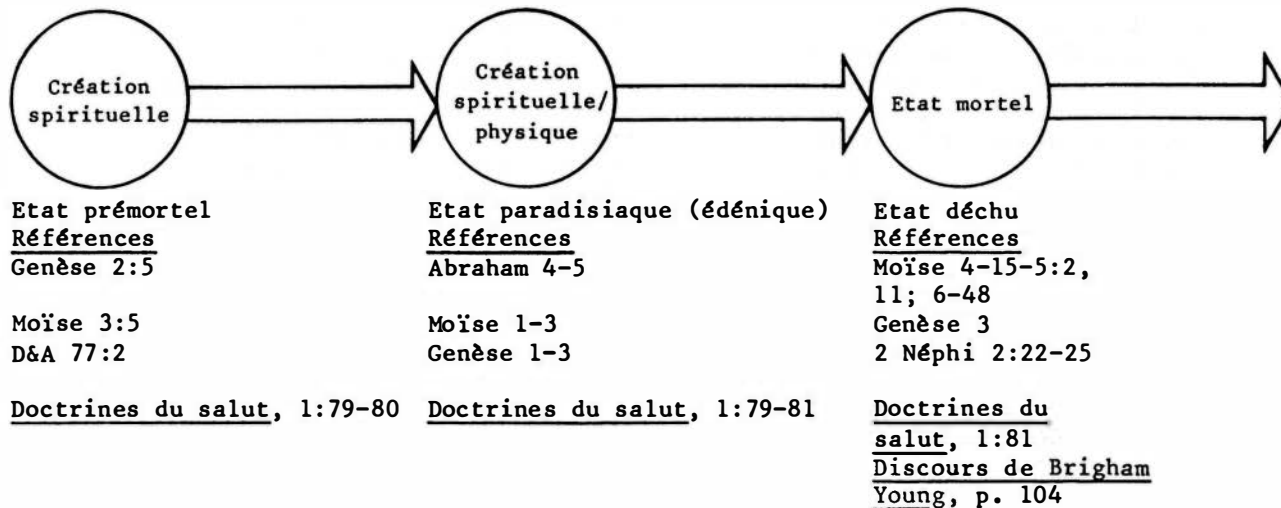 Création
spirituelle
Création
spirituelle/
physique
Etat mortel
Etat prémortel
Références
Genèse 2:5
Moïse 3:5
D&A 77:2
Doctrines du salut, 1:79-80
Etat paradisiaque (édénique)
Références
Abraham 4-5
Moïse 1-3
Genèse 1-3
Doctrines du salut, 1:79-81
Etat déchu
Références
Moïse 4-15-5:2,
11; 6-48
Genèse 3
2 Néphi 2:22-25
Doctrines du
salut, 1:81
Discours de Brigham
Young, p. 104